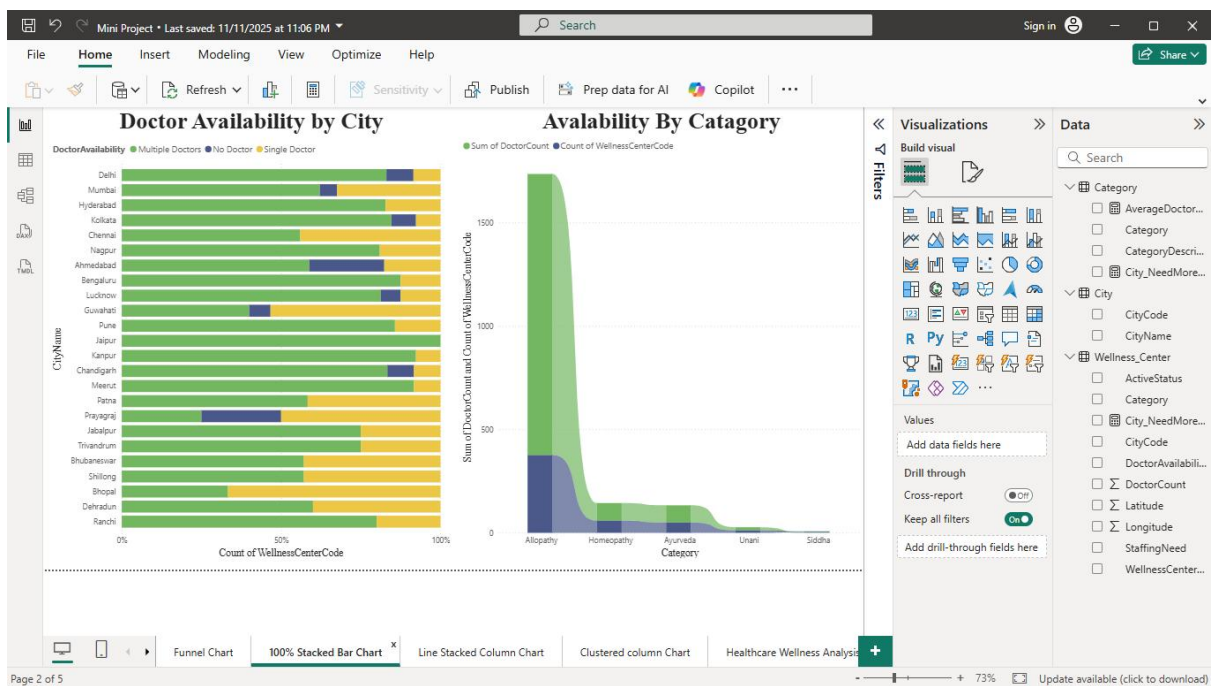 Mini Project • Last saved: 11/11/2025 at 11:06 PM
Search
Sign in
File Home Insert Modeling View Optimize Help
Share
Refresh
Sensitivity
Publish
Prep data for AI
Copilot
Doctor Availability by City
DoctorAvailability Multiple Doctors No Doctor Single Doctor
CityName
Delhi
Mumbai
Hyderabad
Kolkata
Chennai
Nagpur
Ahmedabad
Bengaluru
Lucknow
Guwahati
Pune
Jaipur
Kanpur
Chandigarh
Meerut
Patna
Prayagraj
Jabalpur
Trivandrum
Bhubaneswar
Shillong
Bhopal
Dehradun
Ranchi
0% 50% 100%
Count of WellnessCenterCode
Avalability By Catagory
Sum of DoctorCount Count of WellnessCenterCode
Sum of DoctorCount and Count of WellnessCenterCode
1500
1000
500
0
Allopathy Homeopathy Ayurveda Unani Siddha
Category
Filters
Visualizations
Build visual
123
R Py
Values
Add data fields here
Drill through
Cross-report Off
Keep all filters On
Add drill-through fields here
Data
Search
Category
AverageDoctor...
Category
CategoryDescri...
City_NeedMore...
City
CityCode
CityName
Wellness_Center
ActiveStatus
Category
City_NeedMore...
CityCode
DoctorAvailabili...
DoctorCount
Latitude
Longitude
StaffingNeed
WellnessCenter...
DAX
TMDL
Funnel Chart 100% Stacked Bar Chart x Line Stacked Column Chart Clustered column Chart Healthcare Wellness Analysis
Page 2 of 5
- + 73% Update available (click to download)